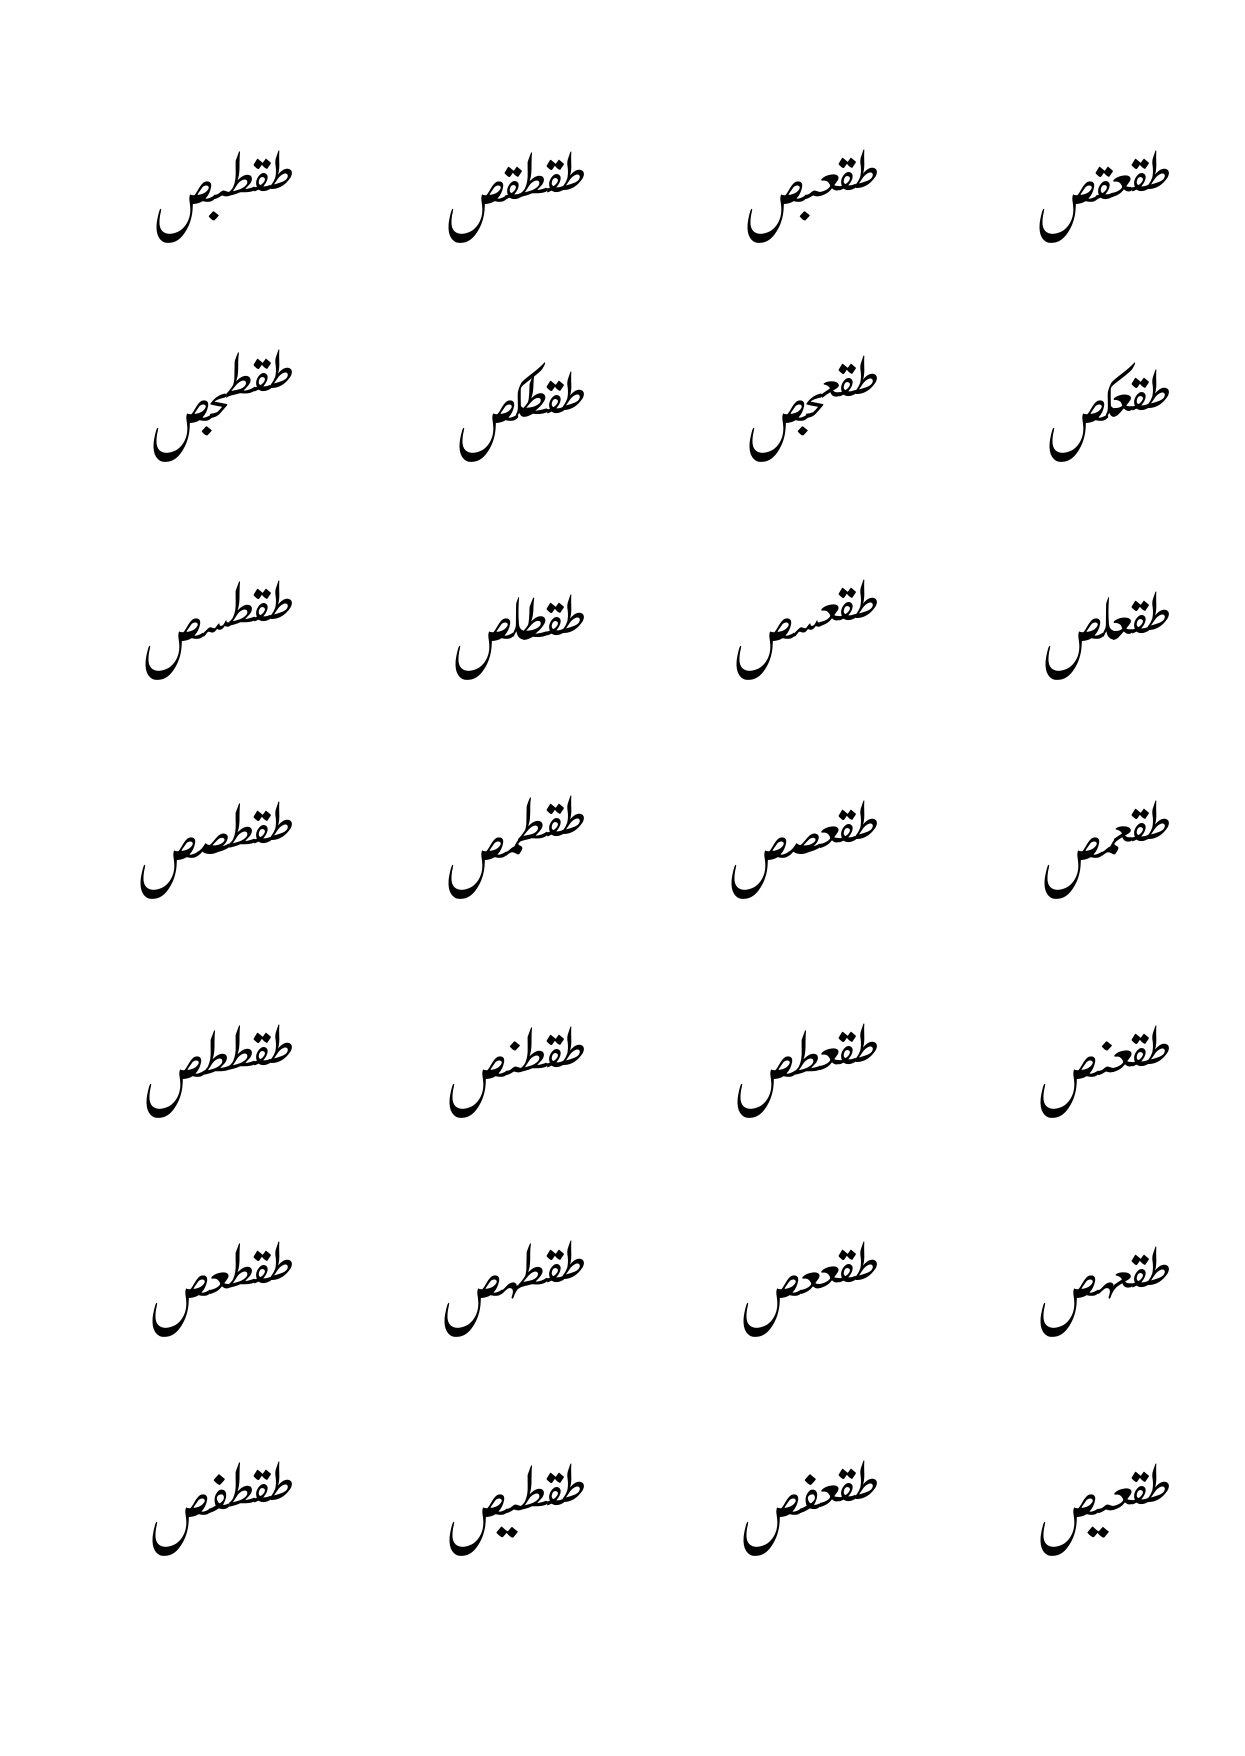 طقعقص طقعبص طقطقص طقطبص
طقعكص طقعجص طقطكص طقطجص
طقعلص طقعسص طقطلص طقطسص
طقعمص طقعصص طقطمص طقطصص
طقعنص طقعطص طقطنص طقططص
طقعهص طقععص طقطهص طقطعص
طقعيص طقعفص طقطيص طقطفص